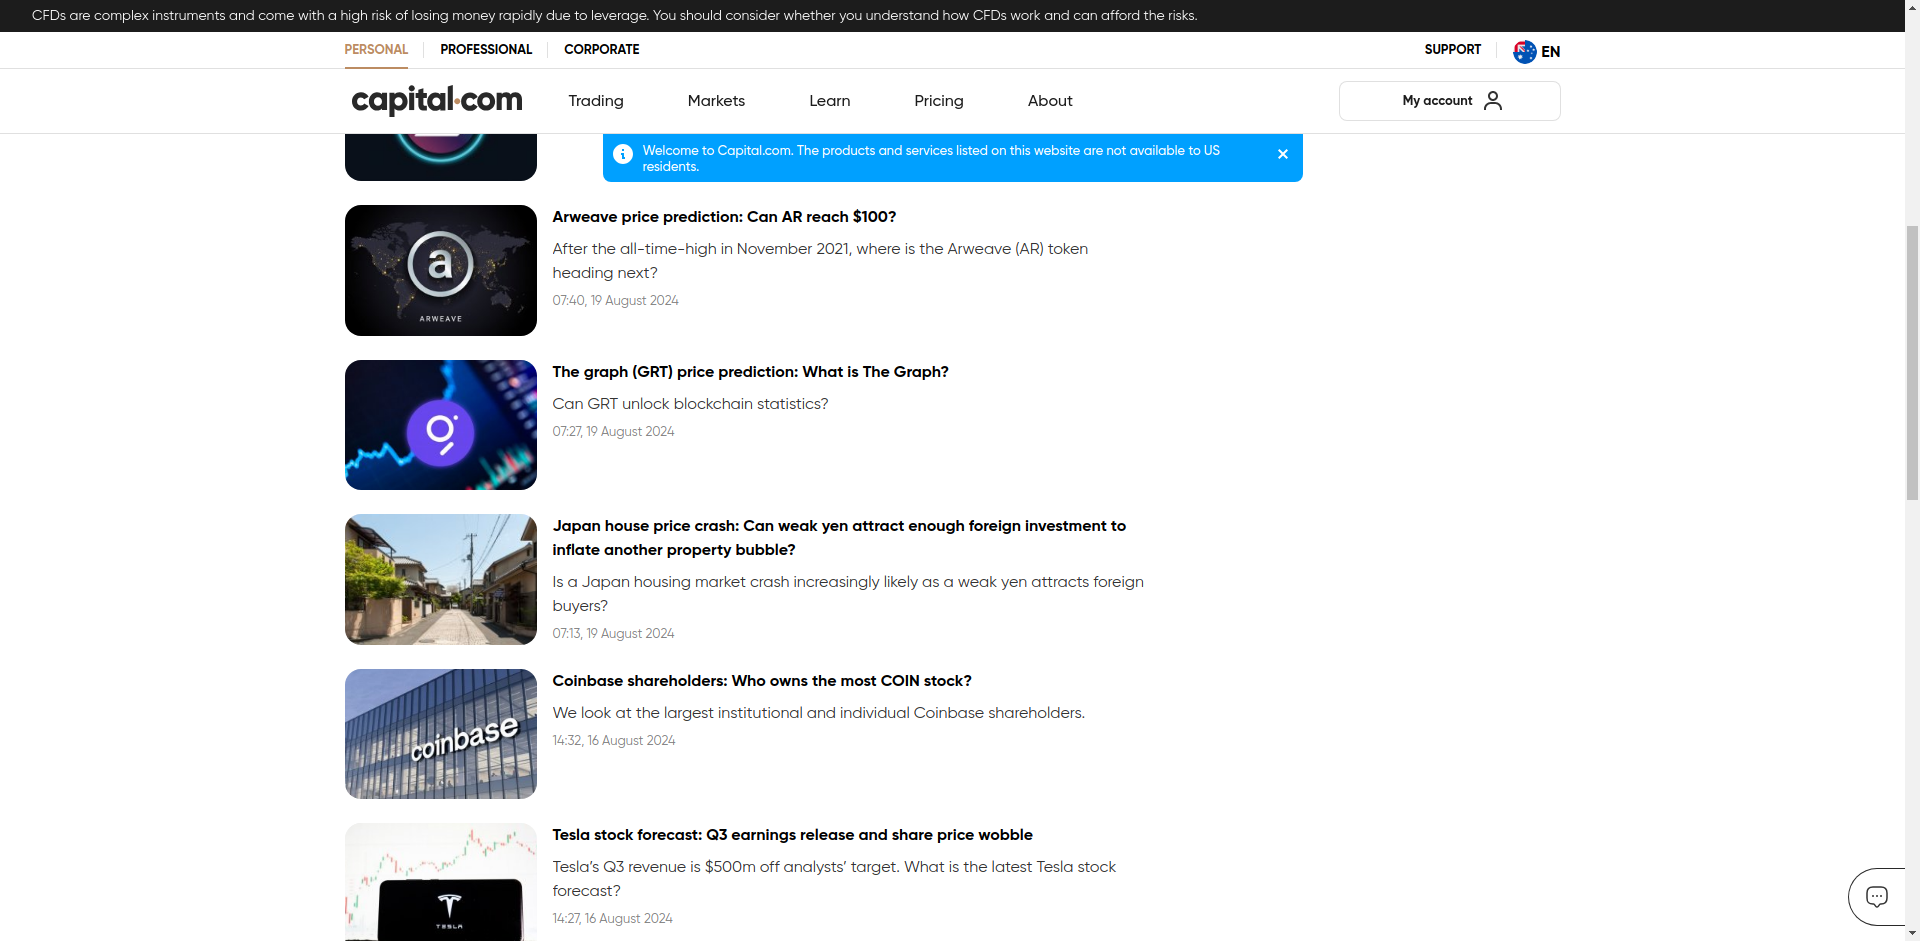 CFDs are complex instruments and come with a high risk of losing money rapidly due to leverage. You should consider whether you understand how CFDs work and can afford the risks.
PERSONAL
PROFESSIONAL
CORPORATE
SUPPORT
EN
capital.com
Trading
Markets
Learn
Pricing
About
My account
Welcome to Capital.com. The products and services listed on this website are not available to US
residents.
a
ARWEAVE
Arweave price prediction: Can AR reach $100?
After the all-time-high in November 2021, where is the Arweave (AR) token
heading next?
07:40, 19 August 2024
The graph (GRT) price prediction: What is The Graph?
Can GRT unlock blockchain statistics?
07:27, 19 August 2024
Japan house price crash: Can weak yen attract enough foreign investment to
inflate another property bubble?
Is a Japan housing market crash increasingly likely as a weak yen attracts foreign
buyers?
07:13, 19 August 2024
coinbase
Coinbase shareholders: Who owns the most COIN stock?
We look at the largest institutional and individual Coinbase shareholders.
14:32, 16 August 2024
TESLA
Tesla stock forecast: Q3 earnings release and share price wobble
Tesla’s Q3 revenue is $500m off analysts’ target. What is the latest Tesla stock
forecast?
14:27, 16 August 2024